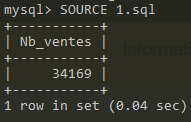 mysql> SOURCE 1.sql
+-----------+
| Nb_ventes |
+-----------+
|     34169 |
+-----------+
1 row in set (0.04 sec)